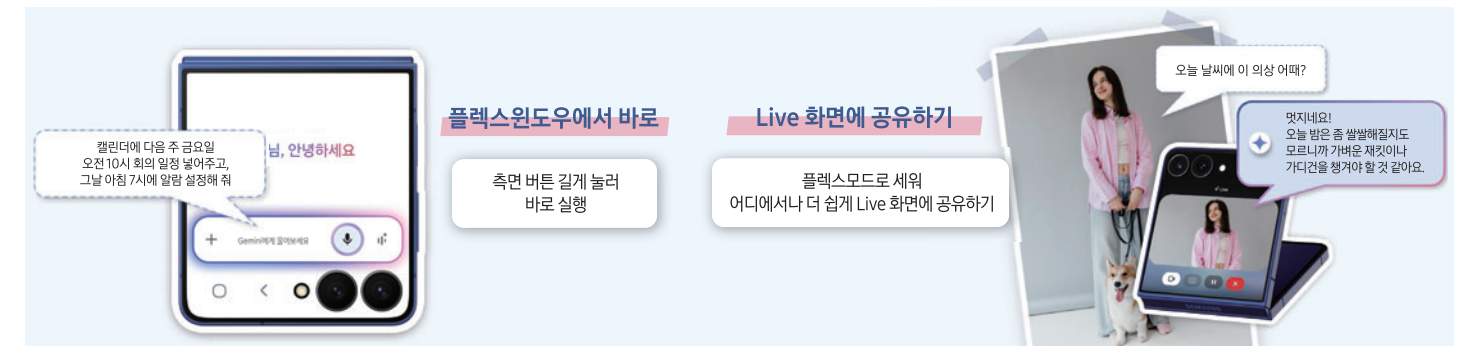 캘린더에 다음 주 금요일
오전 10시 회의 일정 넣어주고,
그날 아침 7시에 알람 설정해 줘
님, 안녕하세요
Gemini에게 물어보세요
플렉스윈도우에서 바로
측면 버튼 길게 눌러
바로 실행
Live 화면에 공유하기
플렉스모드로 세워
어디에서나 더 쉽게 Live 화면에 공유하기
오늘 날씨에 이 의상 어때?
멋지네요!
오늘 밤은 좀 쌀쌀해질지도
모르니까 가벼운 재킷이나
가디건을 챙겨야 할 것 같아요.
Live
SAMSUNG